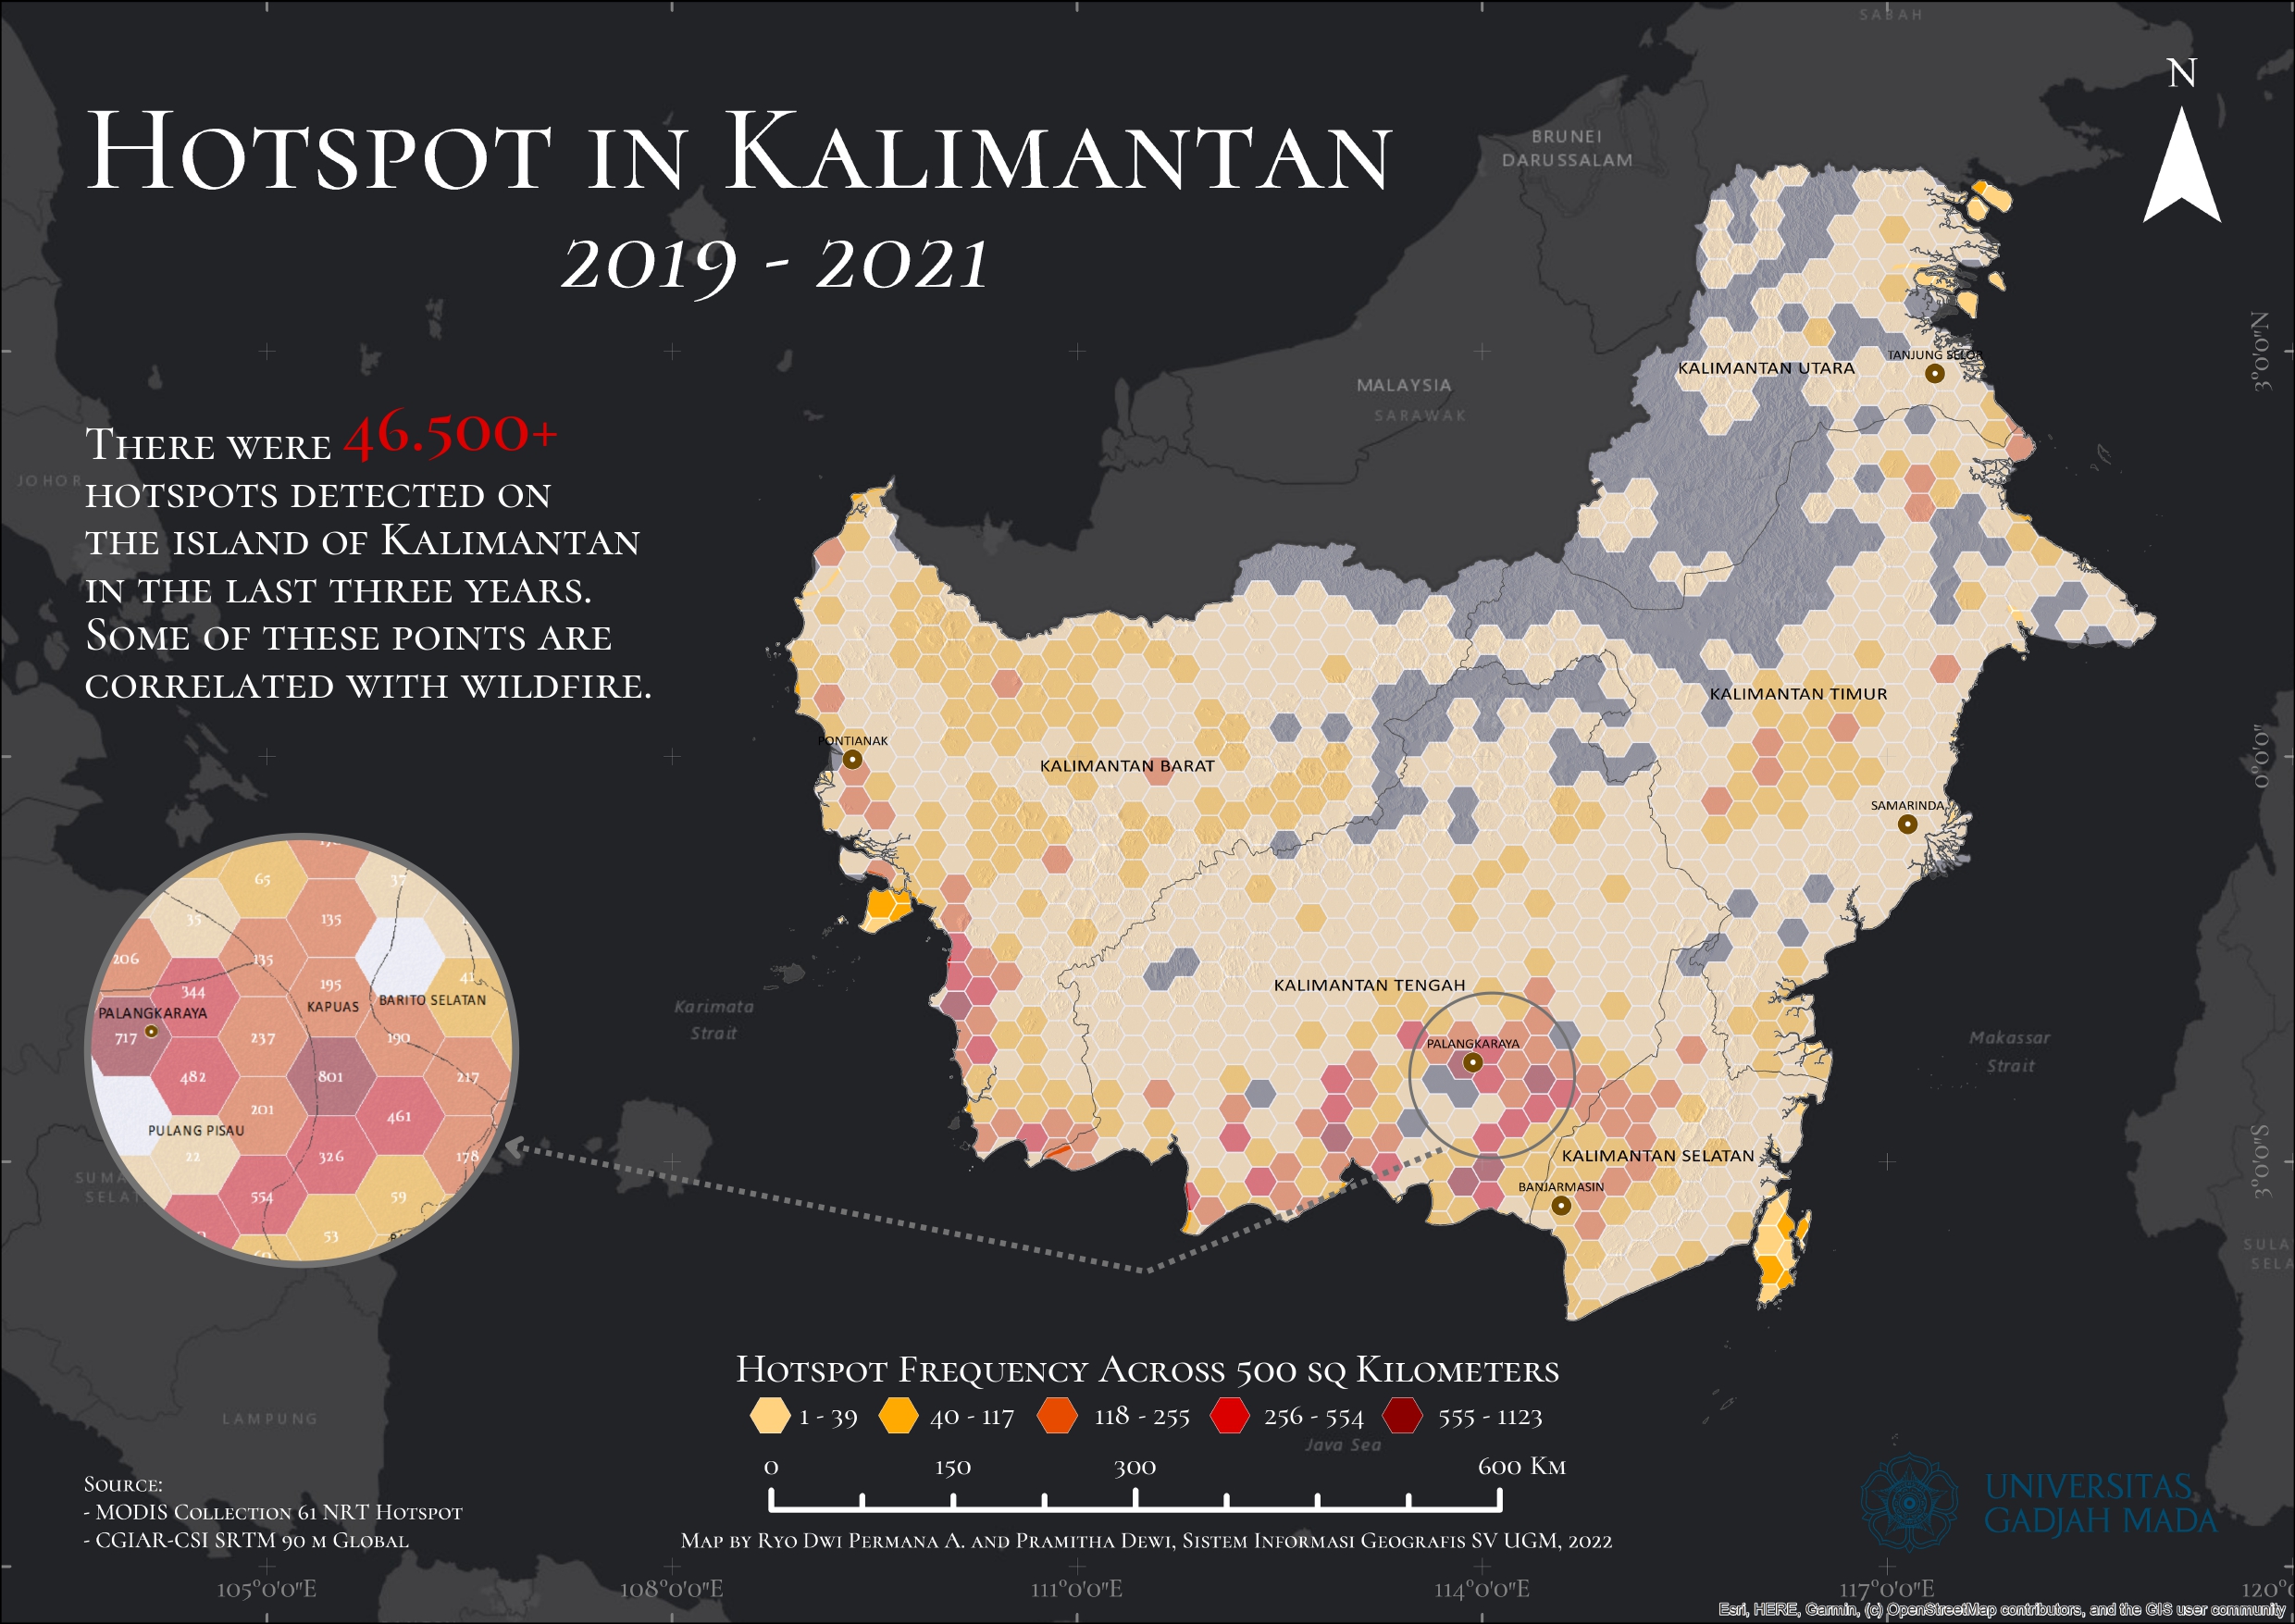 SABAH
N
BRUNEI
DARUSSALAM
HOTSPOT IN KALIMANTAN
2019 - 2021
3°0'0"N
TANJUNG SELOR
KALIMANTAN UTARA
MALAYSIA
SARAWAK
THERE WERE 46.500+
HOTSPOTS DETECTED ON
THE ISLAND OF KALIMANTAN
IN THE LAST THREE YEARS.
SOME OF THESE POINTS ARE
CORRELATED WITH WILDFIRE.
JOHOR
KALIMANTAN TIMUR
PONTIANAK
KALIMANTAN BARAT
0°0'0"
SAMARINDA
65
37
35
135
206
135
344
195
41
KAPUAS
BARITO SELATAN
PALANGKARAYA
717
237
190
482
801
217
201
461
PULANG PISAU
22
326
178
554
59
53
KALIMANTAN TENGAH
Karimata
Strait
PALANGKARAYA
Makassar
Strait
KALIMANTAN SELATAN
BANJARMASIN
3°0'0"S
SUMA
SELAT
SULA
SELA
HOTSPOT FREQUENCY ACROSS 500 SQ KILOMETERS
1 - 39 40 - 117 118 - 255 256 - 554 555 - 1123
Java Sea
LAMPUNG
0 150 300 600 KM
SOURCE:
- MODIS COLLECTION 61 NRT HOTSPOT
- CGIAR-CSI SRTM 90 M GLOBAL
MAP BY RYO DWI PERMANA A. AND PRAMITHA DEWI, SISTEM INFORMASI GEOGRAFIS SV UGM, 2022
UNIVERSITAS
GADJAH MADA
105°0'0"E 108°0'0"E 111°0'0"E 114°0'0"E 117°0'0"E 120°0
Esri, HERE, Garmin, (c) OpenStreetMap contributors, and the GIS user community